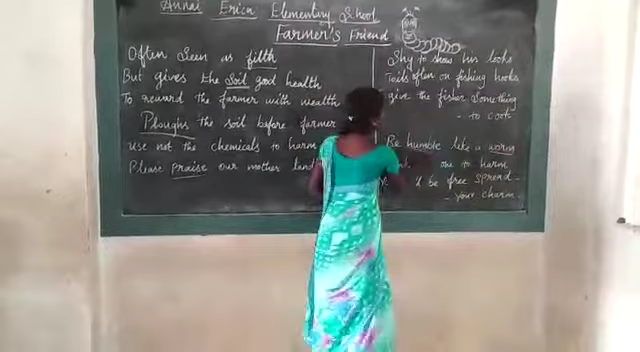 Annai Erica Elementary School
Farmer's Friend
Often Seen as filth
But gives the Soil good health
To reward the farmer with wealth
Ploughs the soil before farmer
Use not the chemicals to harm
Please praise our mother land
Shy to show his looks
Tails often on fishing hooks
give the fisher Something
- to cook
Be humble like a worm
to harm
be free spread -
- your charm